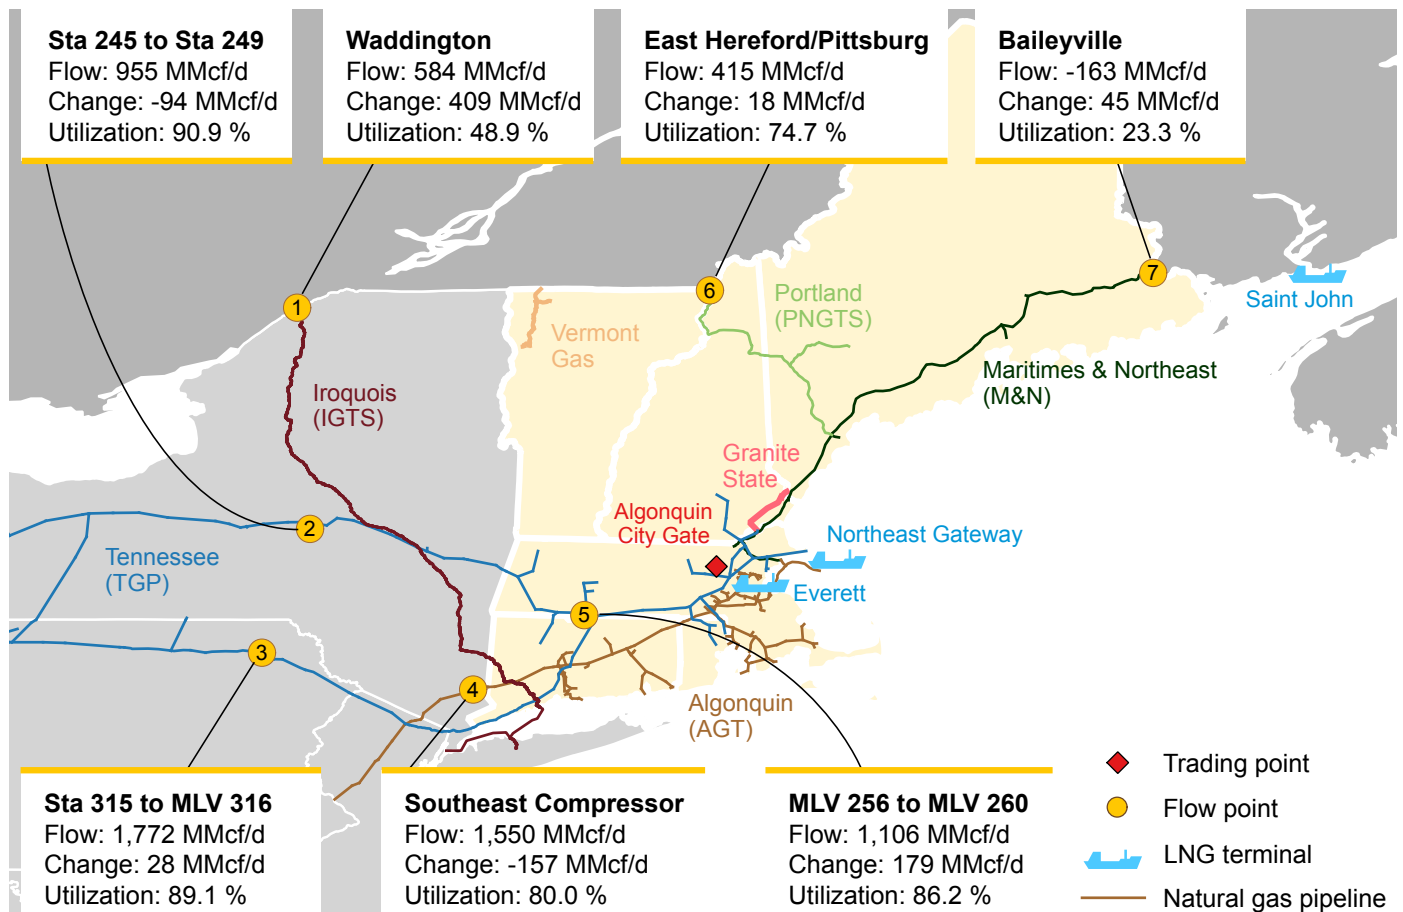 Sta 245 to Sta 249
Flow: 955 MMcf/d
Change: -94 MMcf/d
Utilization: 90.9 %
Waddington
Flow: 584 MMcf/d
Change: 409 MMcf/d
Utilization: 48.9 %
East Hereford/Pittsburg
Flow: 415 MMcf/d
Change: 18 MMcf/d
Utilization: 74.7 %
Baileyville
Flow: -163 MMcf/d
Change: 45 MMcf/d
Utilization: 23.3 %
1
6
7
Portland
(PNGTS)
Saint John
Vermont
Gas
Iroquois
(IGTS)
Maritimes & Northeast
(M&N)
Granite
State
Algonquin
City Gate
2
Northeast Gateway
Tennessee
(TGP)
Everett
5
3
4
Algonquin
(AGT)
Sta 315 to MLV 316
Flow: 1,772 MMcf/d
Change: 28 MMcf/d
Utilization: 89.1 %
Southeast Compressor
Flow: 1,550 MMcf/d
Change: -157 MMcf/d
Utilization: 80.0 %
MLV 256 to MLV 260
Flow: 1,106 MMcf/d
Change: 179 MMcf/d
Utilization: 86.2 %
Trading point
Flow point
LNG terminal
Natural gas pipeline